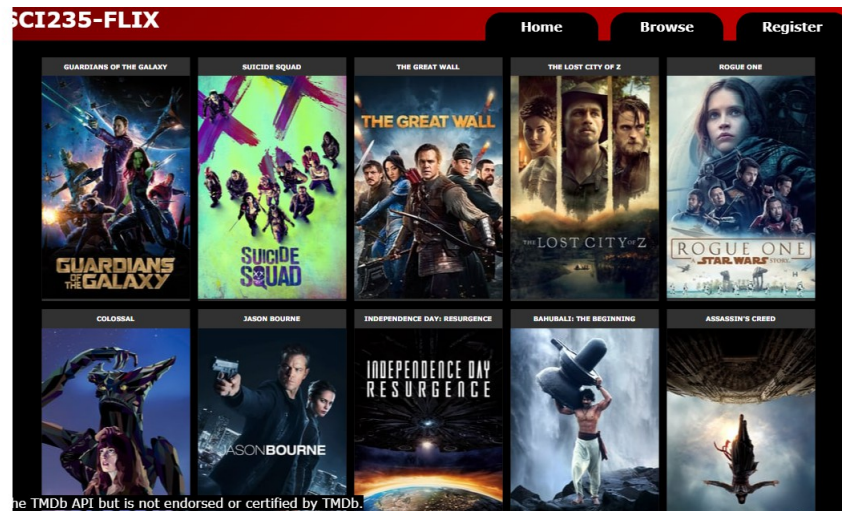 SCI235-FLIX
Home
Browse
Register
GUARDIANS OF THE GALAXY
SUICIDE SQUAD
THE GREAT WALL
THE LOST CITY OF Z
ROGUE ONE
GUARDIANS
OF THE GALAXY
SUICIDE
SQUAD
THE GREAT WALL
THE LOST CITY OF Z
ROGUE ONE
A STAR WARS STORY
COLOSSAL
JASON BOURNE
INDEPENDENCE DAY: RESURGENCE
BAHUBALI: THE BEGINNING
ASSASSIN'S CREED
JASONBOURNE
INDEPENDENCE DAY
RESURGENCE
he TMDb API but is not endorsed or certified by TMDb.